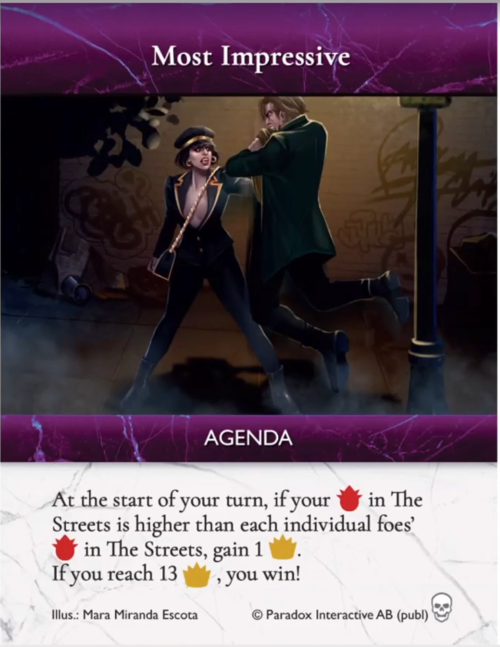 Most Impressive
AGENDA
At the start of your turn, if your in The
Streets is higher than each individual foes'
in The Streets, gain 1 .
If you reach 13 , you win!
Illus.: Mara Miranda Escota © Paradox Interactive AB (publ)